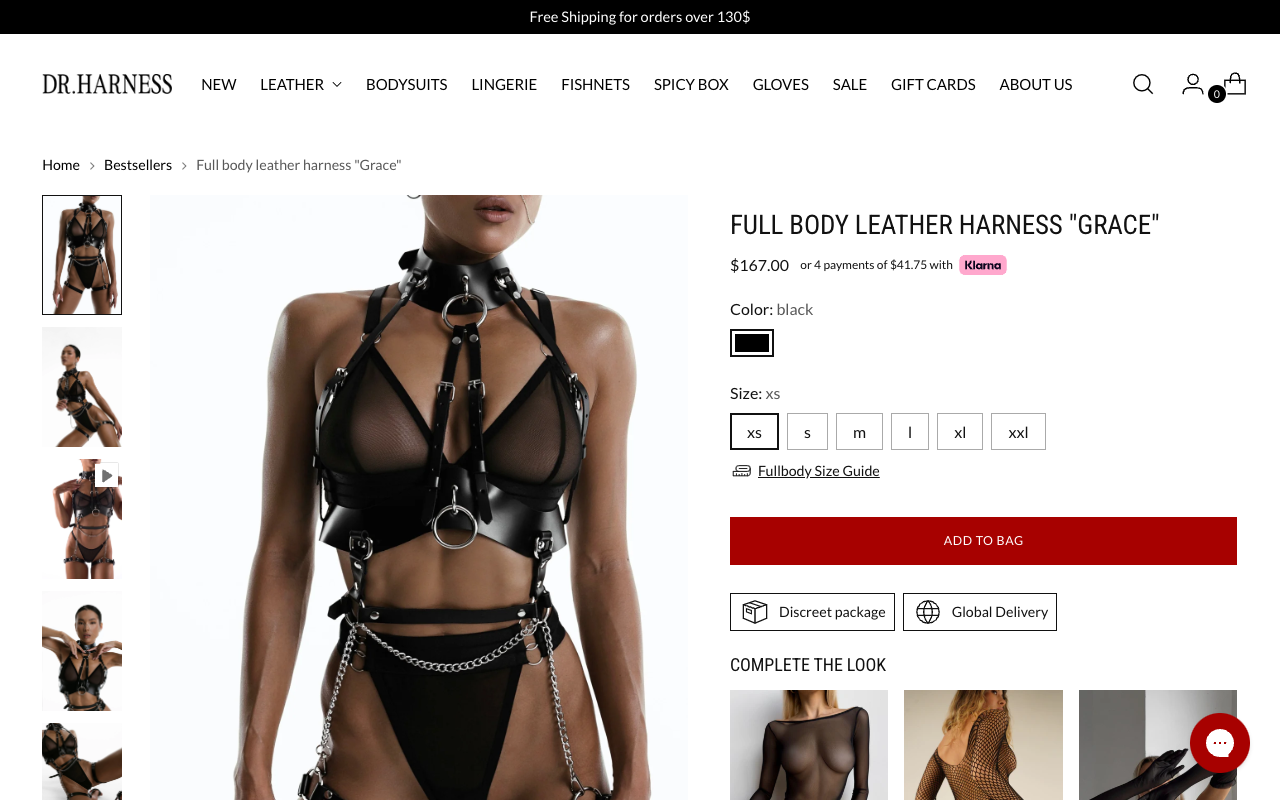 Free Shipping for orders over 130$
DR.HARNESS
NEW
LEATHER
BODYSUITS
LINGERIE
FISHNETS
SPICY BOX
GLOVES
SALE
GIFT CARDS
ABOUT US
0
Home
Bestsellers
Full body leather harness "Grace"
FULL BODY LEATHER HARNESS "GRACE"
$167.00 or 4 payments of $41.75 with Klarna
Color: black
Size: xs
xs
s
m
l
xl
xxl
Fullbody Size Guide
ADD TO BAG
Discreet package
Global Delivery
COMPLETE THE LOOK